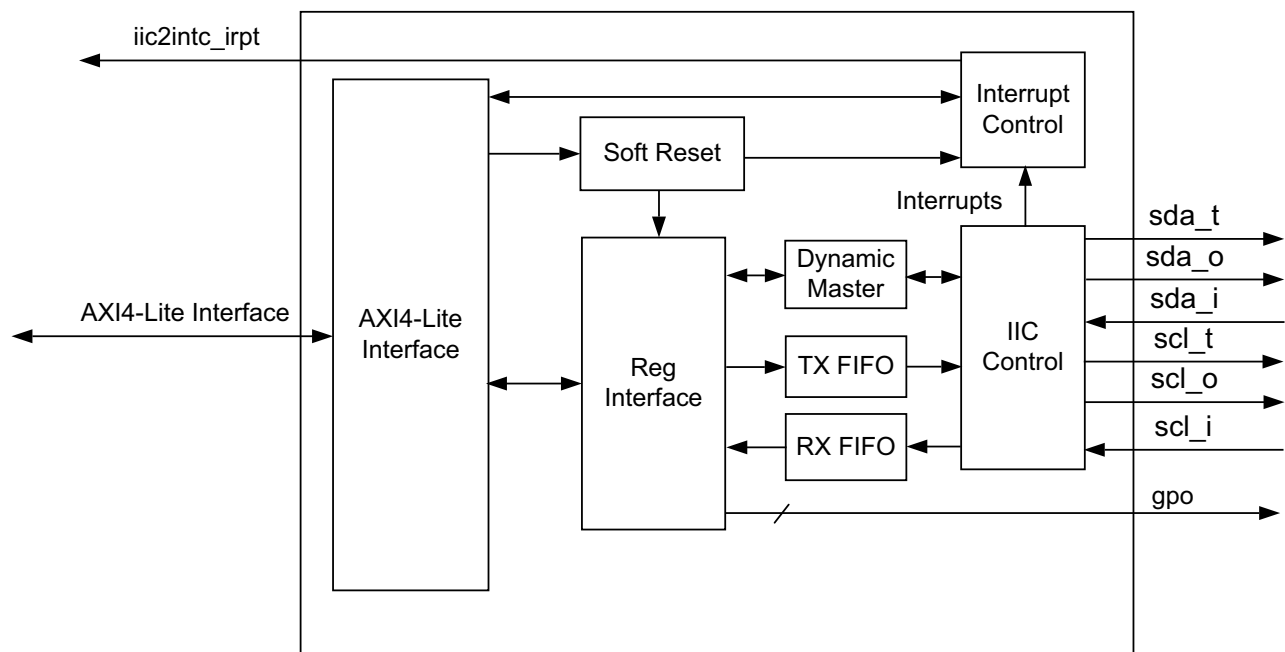 iic2intc_irpt
Interrupt
Control
Soft Reset
Interrupts
sda_t
Dynamic
Master
sda_o
AXI4-Lite Interface
AXI4-Lite
Interface
sda_i
IIC
Control
scl_t
Reg
Interface
TX FIFO
scl_o
RX FIFO
scl_i
gpo